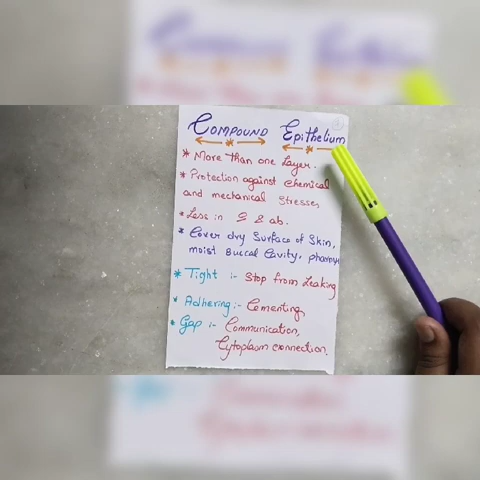 COMPOUND Epithelium
* More than one Layer.
* Protection against chemical
and mechanical Stresses
* Less in S & ab.
* Cover dry Surface of Skin,
moist buccal Cavity, pharynx
* Tight :- Stop from Leaking
* Adhering :- Cementing
* Gap :- Communication,
Cytoplasm connection.